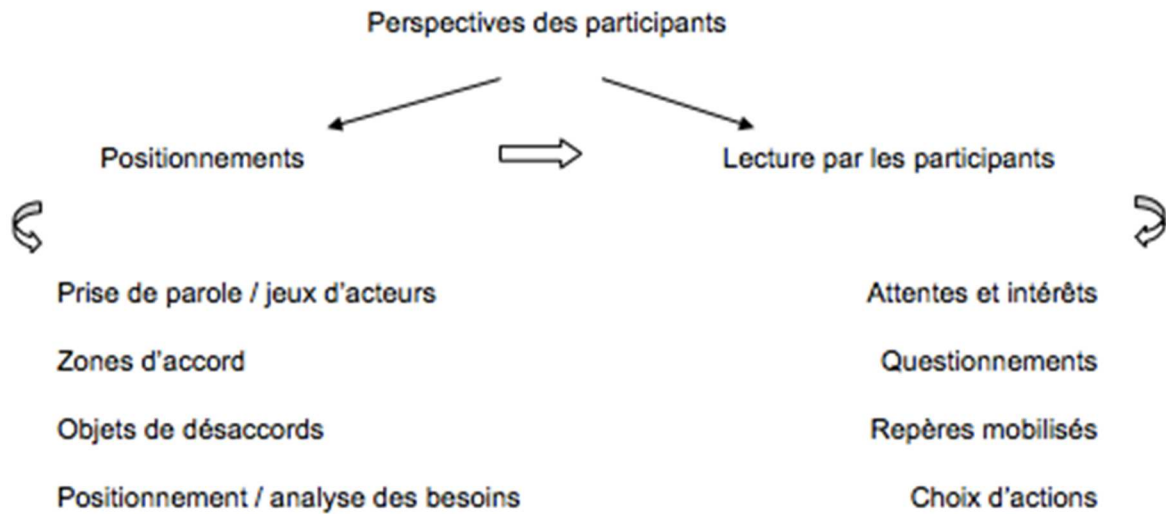 Perspectives des participants
Positionnements
Lecture par les participants
Prise de parole / jeux d'acteurs
Attentes et intérêts
Zones d'accord
Questionnements
Objets de désaccords
Repères mobilisés
Positionnement / analyse des besoins
Choix d'actions